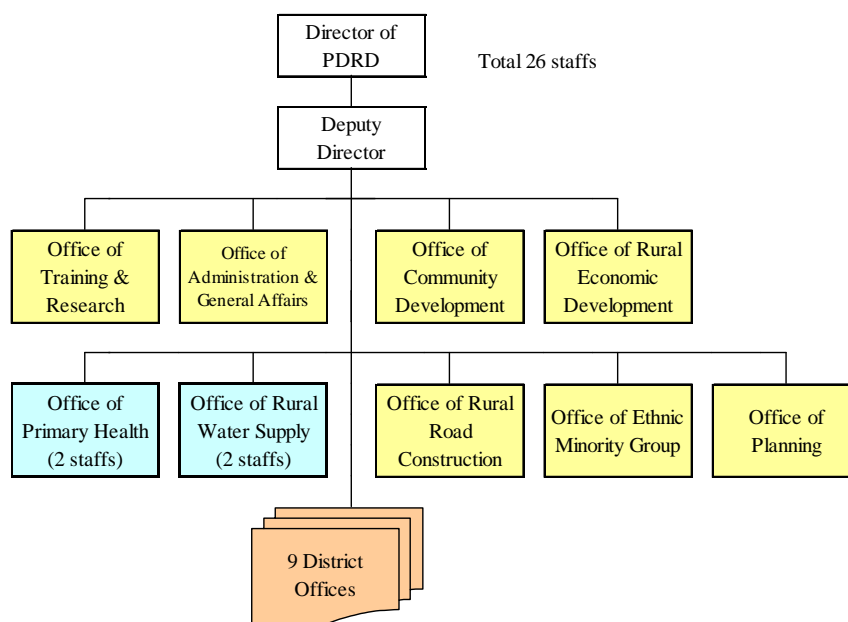 Director of
PDRD
Total 26 staffs
Deputy
Director
Office of
Training &
Research
Office of
Administration &
General Affairs
Office of
Community
Development
Office of Rural
Economic
Development
Office of
Primary Health
(2 staffs)
Office of Rural
Water Supply
(2 staffs)
Office of Rural
Road
Construction
Office of Ethnic
Minority Group
Office of
Planning
9 District
Offices